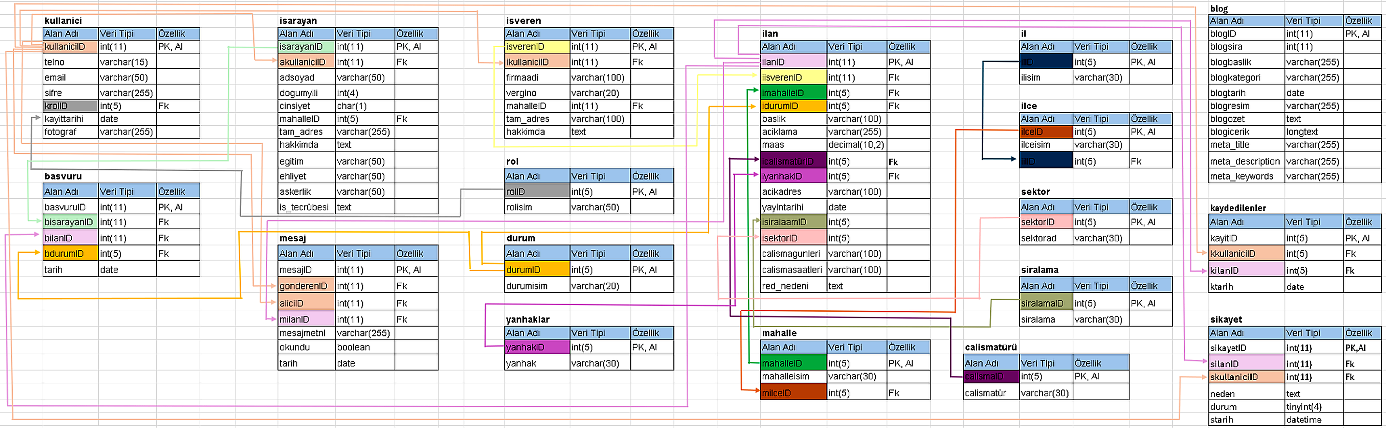 kullanici
Alan Adı Veri Tipi Özellik
kullaniciID int(11) PK, AI
telno varchar(15)
email varchar(50)
sifre varchar(255)
krolID int(5) Fk
kayittarihi date
fotograf varchar(255)
basvuru
Alan Adı Veri Tipi Özellik
basvuruID int(11) PK, AI
bisarayanID int(11) Fk
bilanID int(11) Fk
bdurumID int(5) Fk
tarih date
isarayan
Alan Adı Veri Tipi Özellik
isarayanID int(11) PK, AI
akullaniciID int(11) Fk
adsoyad varchar(50)
dogumyili int(4)
cinsiyet char(1)
mahalleID int(5) Fk
tam_adres varchar(255)
hakkimda text
egitim varchar(50)
ehliyet varchar(50)
askerlik varchar(50)
is_tecrübesi text
mesaj
Alan Adı Veri Tipi Özellik
mesajID int(11) PK, AI
gonderenID int(11) Fk
aliciID int(11) Fk
milanID int(11) Fk
mesajmetni varchar(255)
okundu boolean
tarih date
isveren
Alan Adı Veri Tipi Özellik
isverenID int(11) PK, AI
ikullaniciID int(11) Fk
firmaadi varchar(100)
vergino varchar(20)
mahalleID int(11) Fk
tam_adres varchar(100)
hakkimda text
rol
Alan Adı Veri Tipi Özellik
rolID int(5) PK, AI
rolisim varchar(50)
durum
Alan Adı Veri Tipi Özellik
durumID int(5) PK, AI
durumisim varchar(20)
yanhaklar
Alan Adı Veri Tipi Özellik
yanhakID int(5) PK, AI
yanhak varchar(30)
ilan
Alan Adı Veri Tipi Özellik
ilanID int(11) PK, AI
iisverenID int(11) Fk
imahalleID int(5) Fk
idurumID int(5) Fk
baslik varchar(100)
aciklama varchar(255)
maas decimal(10,2)
icalismatürüID int(5) Fk
iyanhakiD int(5) Fk
acikadres varchar(100)
yayintarihi date
isiralaamID int(5)
isektorID int(5)
calismagunleri varchar(100)
calismasaatleri varchar(100)
red_nedeni text
mahalle
Alan Adı Veri Tipi Özellik
mahalleID int(5) PK, AI
mahalleisim varchar(30)
milceID int(5) Fk
il
Alan Adı Veri Tipi Özellik
ilID int(5) PK, AI
ilisim varchar(30)
ilce
Alan Adı Veri Tipi Özellik
ilceID int(5) PK, AI
ilceisim varchar(30)
iilID int(5) Fk
sektor
Alan Adı Veri Tipi Özellik
sektorID int(5) PK, AI
sektorad varchar(30)
siralama
Alan Adı Veri Tipi Özellik
siralamaID int(5) PK, AI
siralama varchar(30)
calismaturü
Alan Adı Veri Tipi Özellik
calismaID int(5) PK, AI
calismatür varchar(30)
blog
Alan Adı Veri Tipi Özellik
blogID int(11) PK, AI
blogsira int(11)
blogbaslik varchar(255)
blogkategori varchar(255)
blogtarih date
blogresim varchar(255)
blogozet text
blogicerik longtext
meta_title varchar(255)
meta_description varchar(255)
meta_keywords varchar(255)
kaydedilenler
Alan Adı Veri Tipi Özellik
kayitID int(5) PK, AI
kkullaniciID int(5) Fk
kilanID int(5) Fk
ktarih date
sikayet
Alan Adı Veri Tipi Özellik
sikayetID Int(11) PK,AI
silanID Int(11) Fk
skullaniciID Int(11) Fk
neden text
durum tinyint(4)
starih datetime